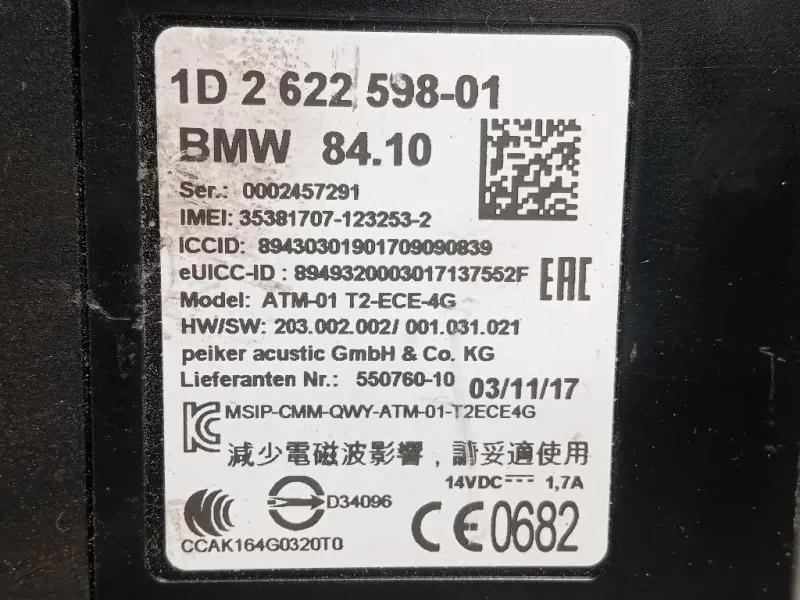 1D 2 622 598-01
BMW 84.10
Ser.: 0002457291
IMEI: 35381707-123253-2
ICCID: 89430301901709090839
eUICC-ID : 8949320003017137552F
EAC
Model: ATM-01 T2-ECE-4G
HW/SW: 203.002.002/ 001.031.021
peiker acustic GmbH & Co. KG
Lieferanten Nr.: 550760-10 03/11/17
MSIP-CMM-QWY-ATM-01-T2ECE4G
減少電磁波影響，請妥適使用
14VDC 1,7A
D34096
CE0682
CCAK164G0320T0